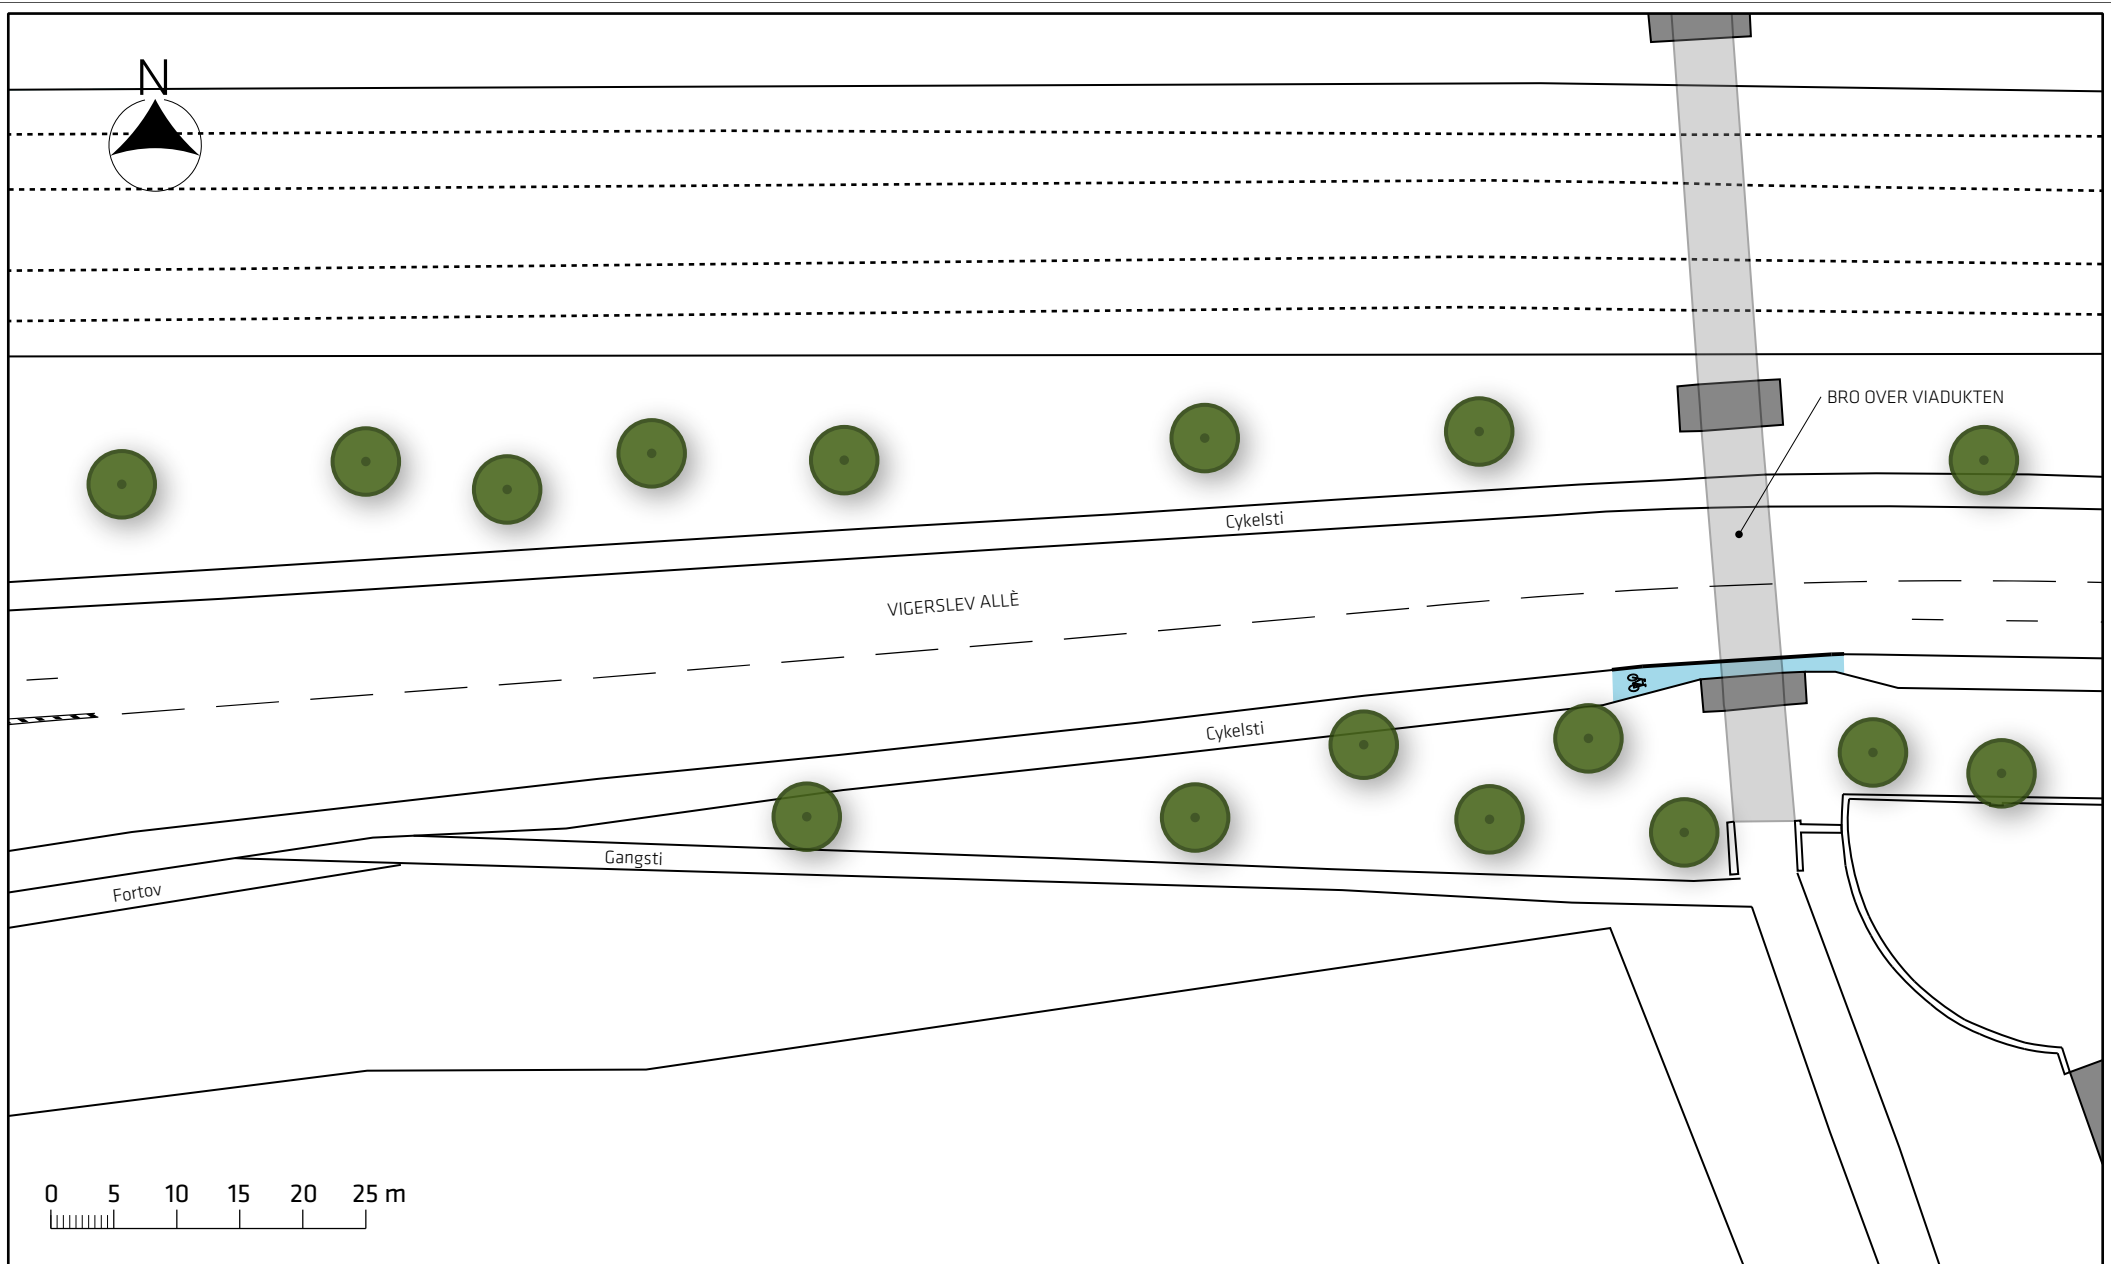 N
BRO OVER VIADUKTEN
Cykelsti
VIGERSLEV ALLÈ
Cykelsti
Gangsti
Fortov
0 5 10 15 20 25 m